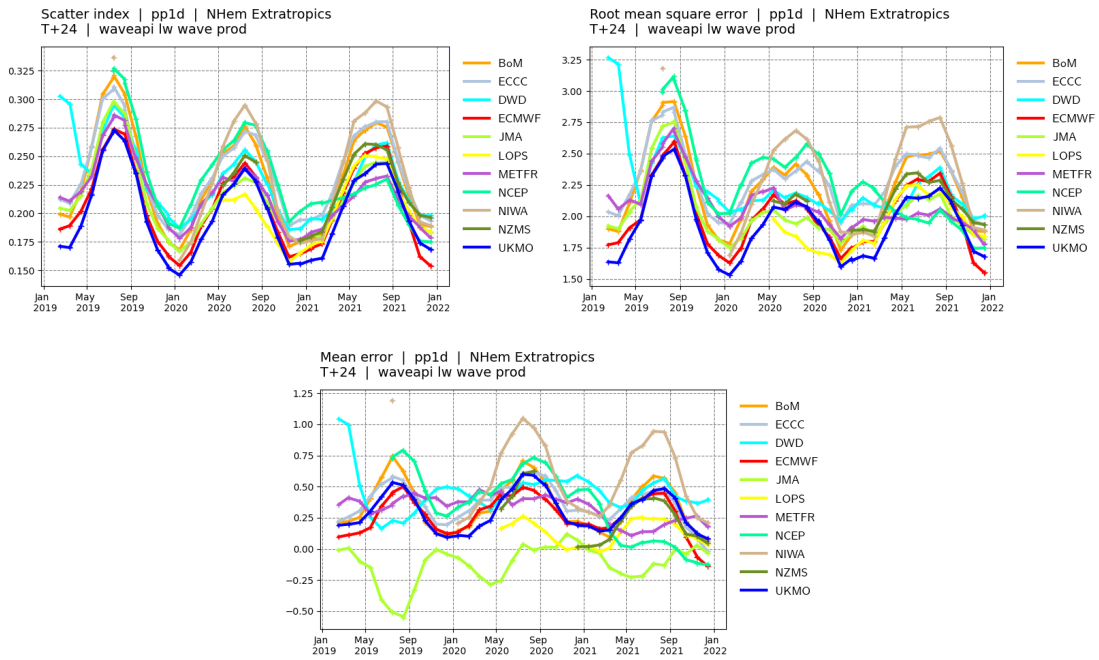 Scatter index | pp1d | NHem Extratropics
T+24 | waveapi lw wave prod
0.325
0.300
0.275
0.250
0.225
0.200
0.175
0.150
Jan 2019
May 2019
Sep 2019
Jan 2020
May 2020
Sep 2020
Jan 2021
May 2021
Sep 2021
Jan 2022
BoM
ECCC
DWD
ECMWF
JMA
LOPS
METFR
NCEP
NIWA
NZMS
UKMO
Root mean square error | pp1d | NHem Extratropics
T+24 | waveapi lw wave prod
3.25
3.00
2.75
2.50
2.25
2.00
1.75
1.50
Jan 2019
May 2019
Sep 2019
Jan 2020
May 2020
Sep 2020
Jan 2021
May 2021
Sep 2021
Jan 2022
BoM
ECCC
DWD
ECMWF
JMA
LOPS
METFR
NCEP
NIWA
NZMS
UKMO
Mean error | pp1d | NHem Extratropics
T+24 | waveapi lw wave prod
1.25
1.00
0.75
0.50
0.25
0.00
−0.25
−0.50
Jan 2019
May 2019
Sep 2019
Jan 2020
May 2020
Sep 2020
Jan 2021
May 2021
Sep 2021
Jan 2022
BoM
ECCC
DWD
ECMWF
JMA
LOPS
METFR
NCEP
NIWA
NZMS
UKMO